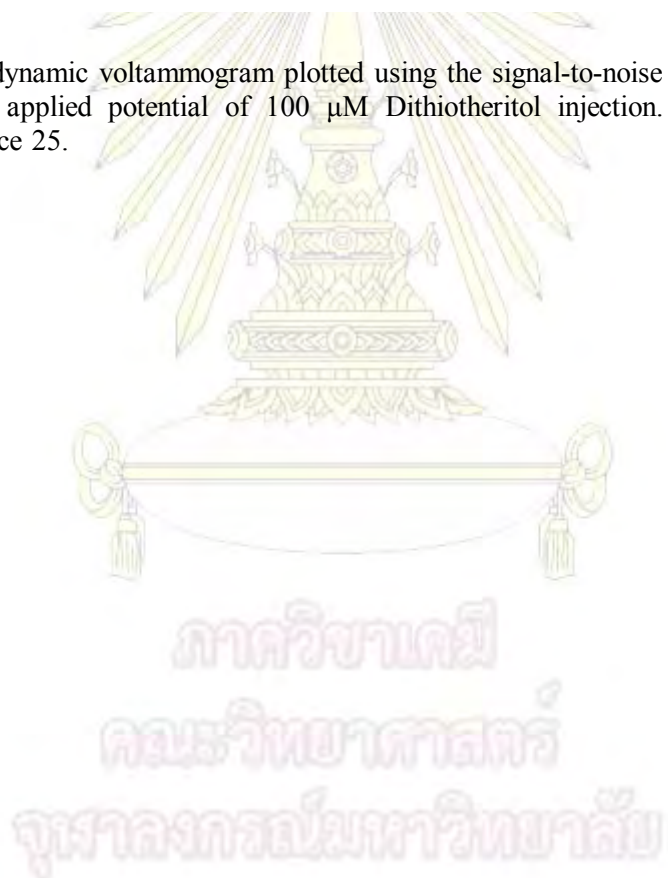 dynamic voltammogram plotted using the signal-to-noise
applied potential of 100 μM Dithiotheritol injection.
ce 25.
ภาควิชาเคมี
คณะวิทยาศาสตร์
จุฬาลงกรณ์มหาวิทยาลัย